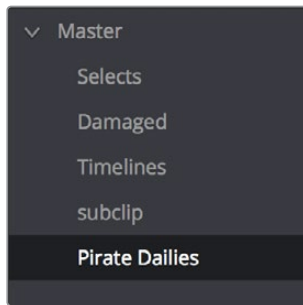 Master
Selects
Damaged
Timelines
subclip
Pirate Dailies